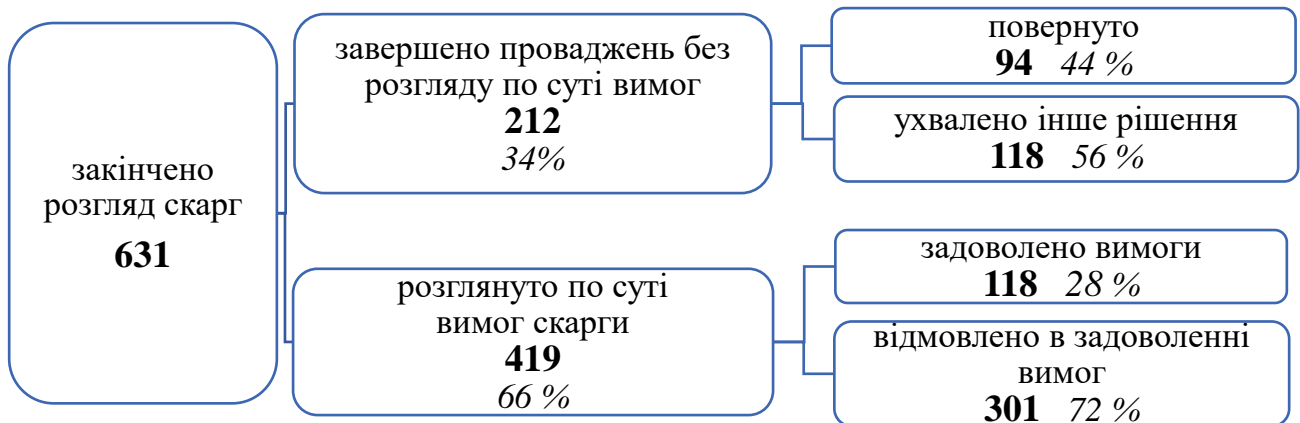 закінчено
розгляд скарг
631
завершено проваджень без
розгляду по суті вимог
212
34%
повернуто
94 44 %
ухвалено інше рішення
118 56 %
розглянуто по суті
вимог скарги
419
66 %
задоволено вимоги
118 28 %
відмовлено в задоволенні
вимог
301 72 %